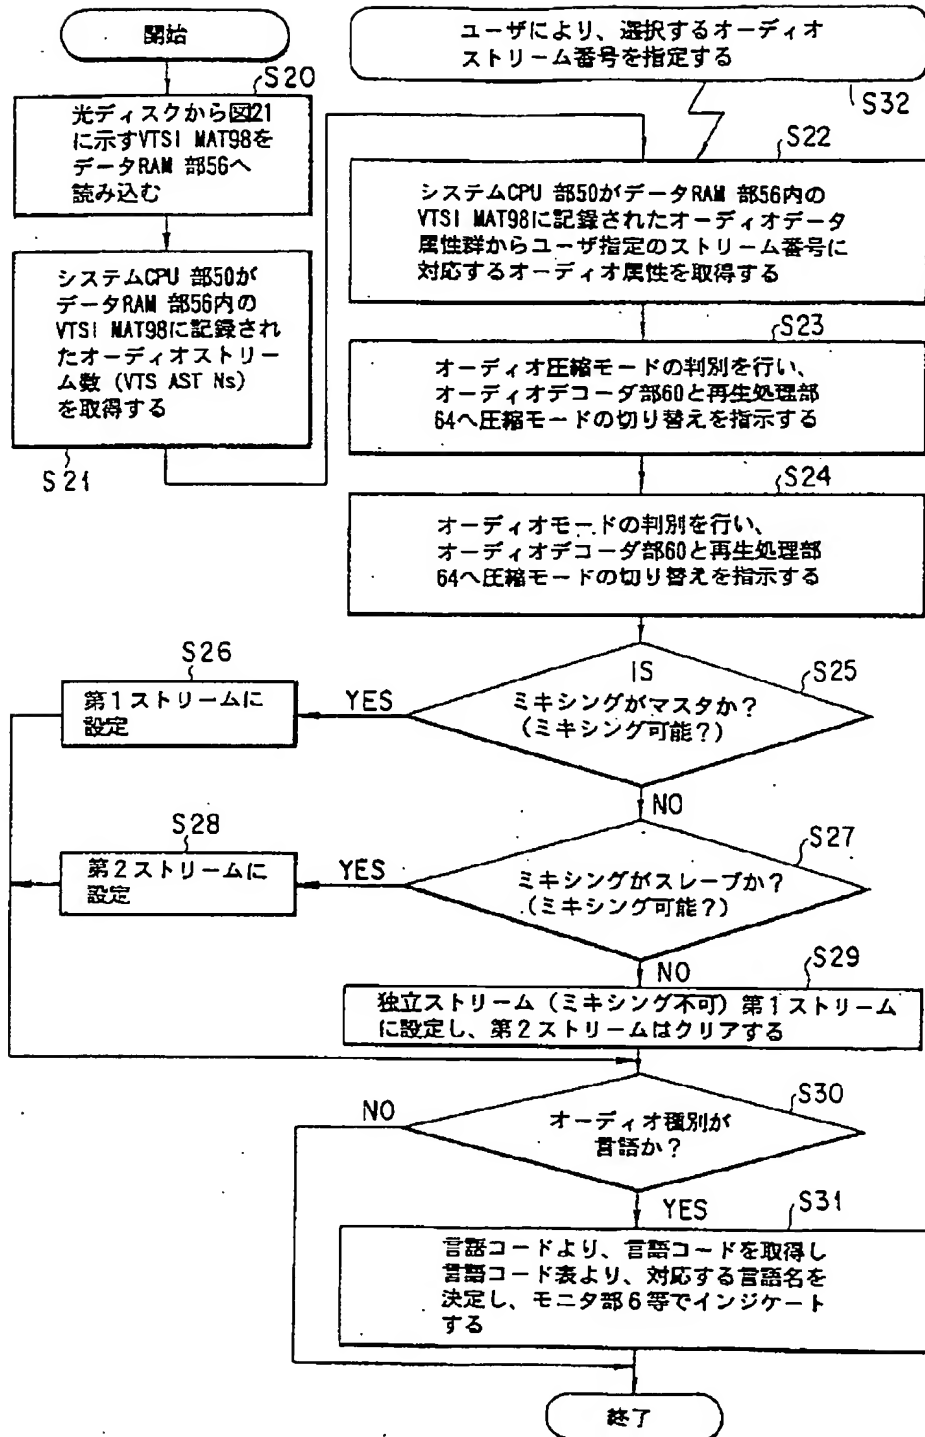 開始
S20
光ディスクから図21
に示すVTSI MAT98を
データRAM 部56へ
読み込む
システムCPU 部50が
データRAM 部56内の
VTSI MAT98に記録され
たオーディオストリー
ム数 (VTS AST Ns)
を取得する
S21
ユーザにより、選択するオーディオ
ストリーム番号を指定する
S32
S22
システムCPU 部50がデータRAM 部56内の
VTSI MAT98に記録されたオーディオデータ
属性群からユーザ指定のストリーム番号に
対応するオーディオ属性を取得する
S23
オーディオ圧縮モードの判別を行い、
オーディオデコーダ部60と再生処理部
64へ圧縮モードの切り替えを指示する
S24
オーディオモードの判別を行い、
オーディオデコーダ部60と再生処理部
64へ圧縮モードの切り替えを指示する
S25
IS
ミキシングがマスタか?
(ミキシング可能?)
YES
S26
第1ストリームに
設定
NO
S27
ミキシングがスレーブか?
(ミキシング可能?)
YES
S28
第2ストリームに
設定
NO
S29
独立ストリーム (ミキシング不可) 第1ストリーム
に設定し、第2ストリームはクリアする
S30
オーディオ種別が
言語か?
NO
YES
S31
言語コードより、言語コードを取得し
言語コード表より、対応する言語名を
決定し、モニタ部6等でインジケート
する
終了